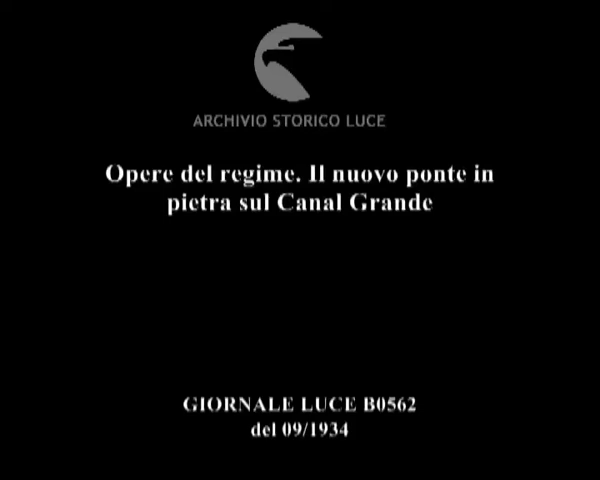 ARCHIVIO STORICO LUCE
Opere del regime. Il nuovo ponte in
pietra sul Canal Grande
GIORNALE LUCE B0562
del 09/1934